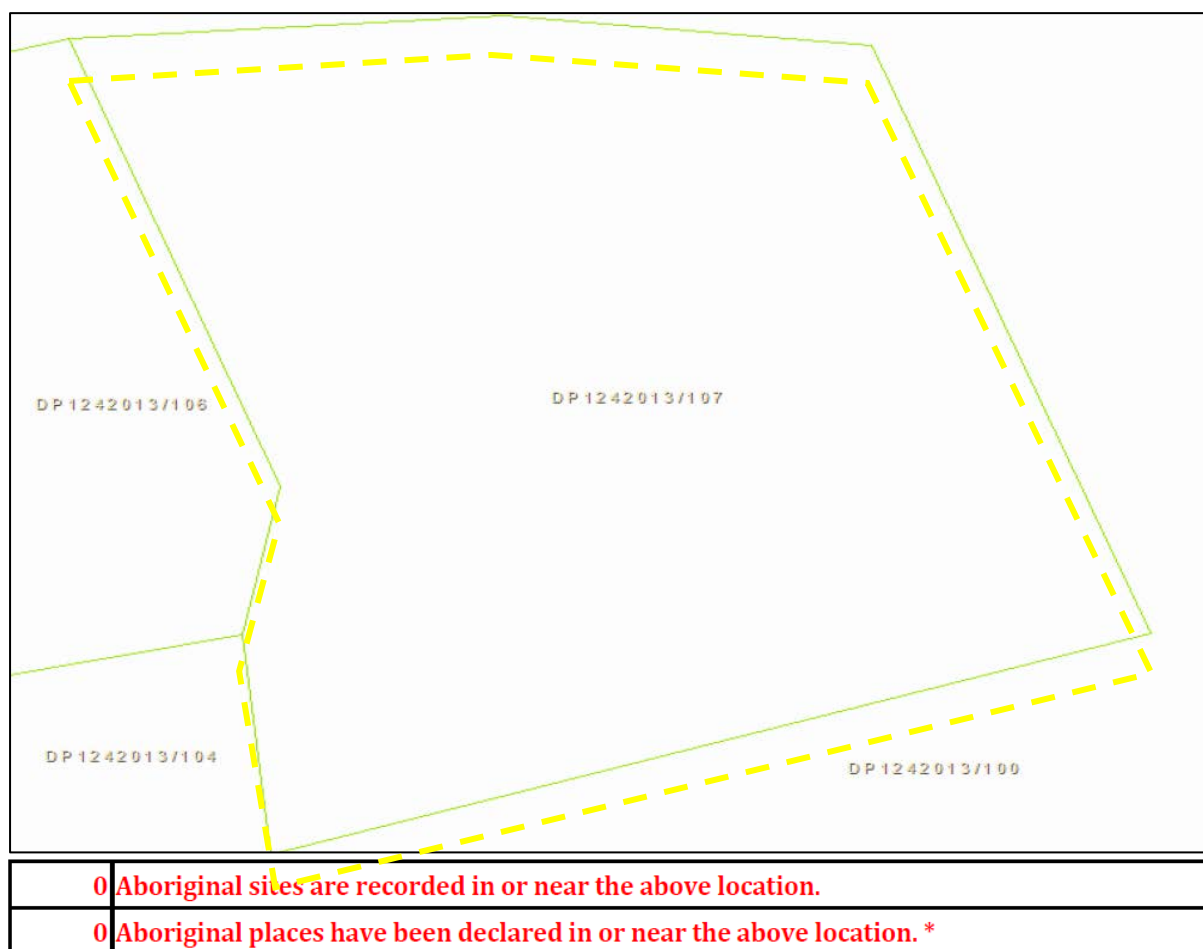 DP1242013/106
DP1242013/107
DP1242013/104
DP1242013/100
0 Aboriginal sites are recorded in or near the above location.
0 Aboriginal places have been declared in or near the above location. *